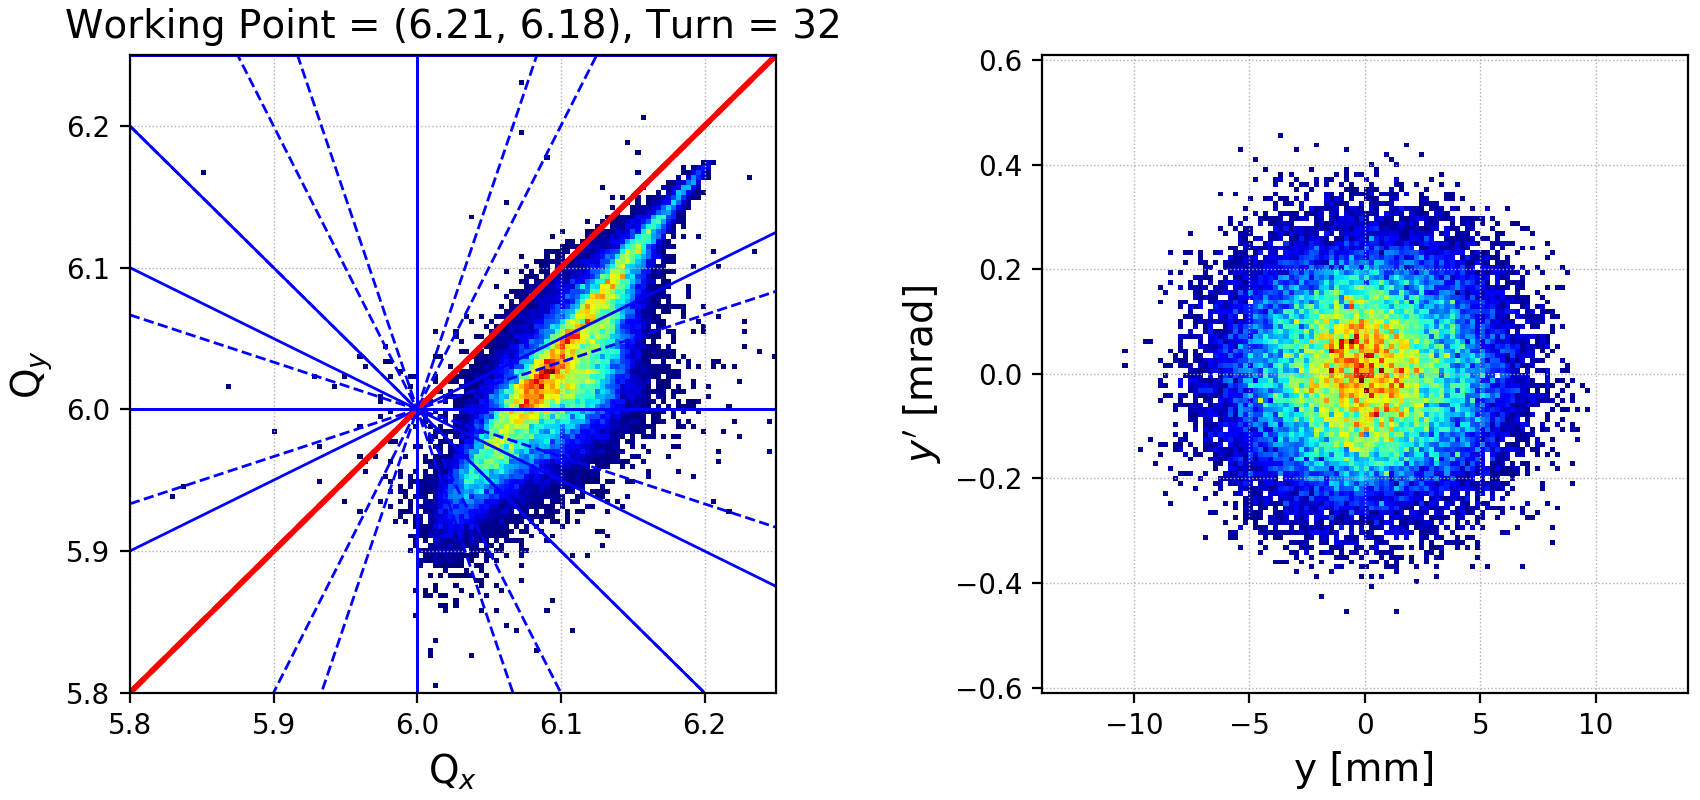 Working Point = (6.21, 6.18), Turn = 32
6.2
6.1
6.0
5.9
5.8
Q_y
5.8 5.9 6.0 6.1 6.2
Q_x
0.6
0.4
0.2
0.0
−0.2
−0.4
−0.6
y′ [mrad]
−10 −5 0 5 10
y [mm]